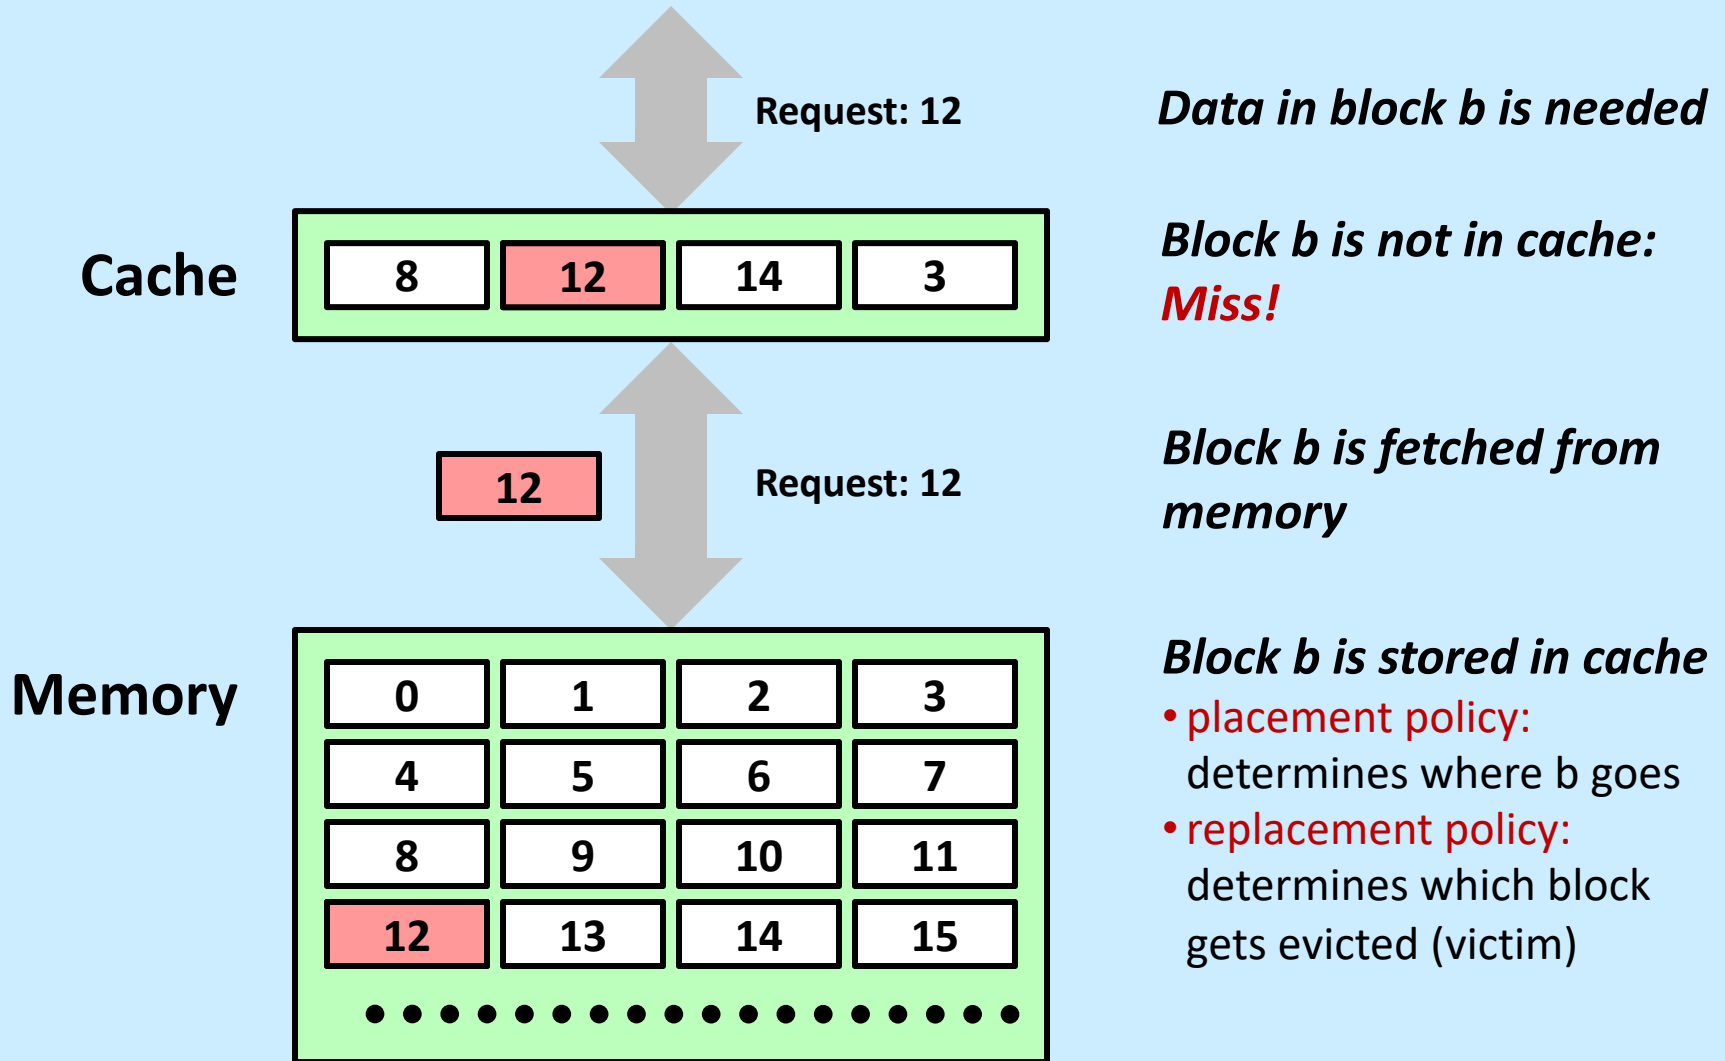 Request: 12
Data in block b is needed
Cache
8 12 14 3
Block b is not in cache:
Miss!
12
Request: 12
Block b is fetched from
memory
Memory
0 1 2 3
4 5 6 7
8 9 10 11
12 13 14 15
Block b is stored in cache
• placement policy:
determines where b goes
• replacement policy:
determines which block
gets evicted (victim)